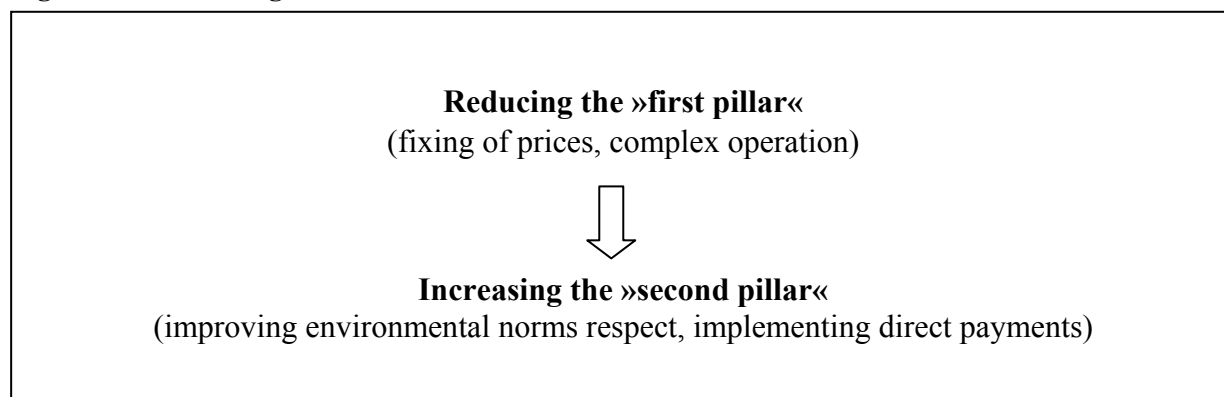 Reducing the »first pillar«
(fixing of prices, complex operation)
Increasing the »second pillar«
(improving environmental norms respect, implementing direct payments)